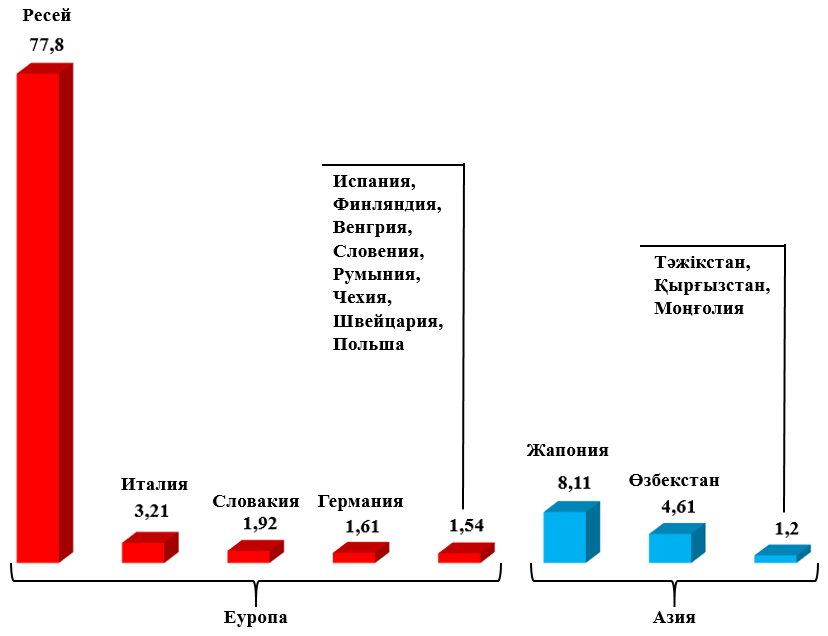 Ресей
77,8
Италия
3,21
Словакия
1,92
Германия
1,61
Испания,
Финляндия,
Венгрия,
Словения,
Румыния,
Чехия,
Швейцария,
Польша
1,54
Жапония
8,11
Өзбекстан
4,61
Тәжікстан,
Қырғызстан,
Моңғолия
1,2
Еуропа
Азия